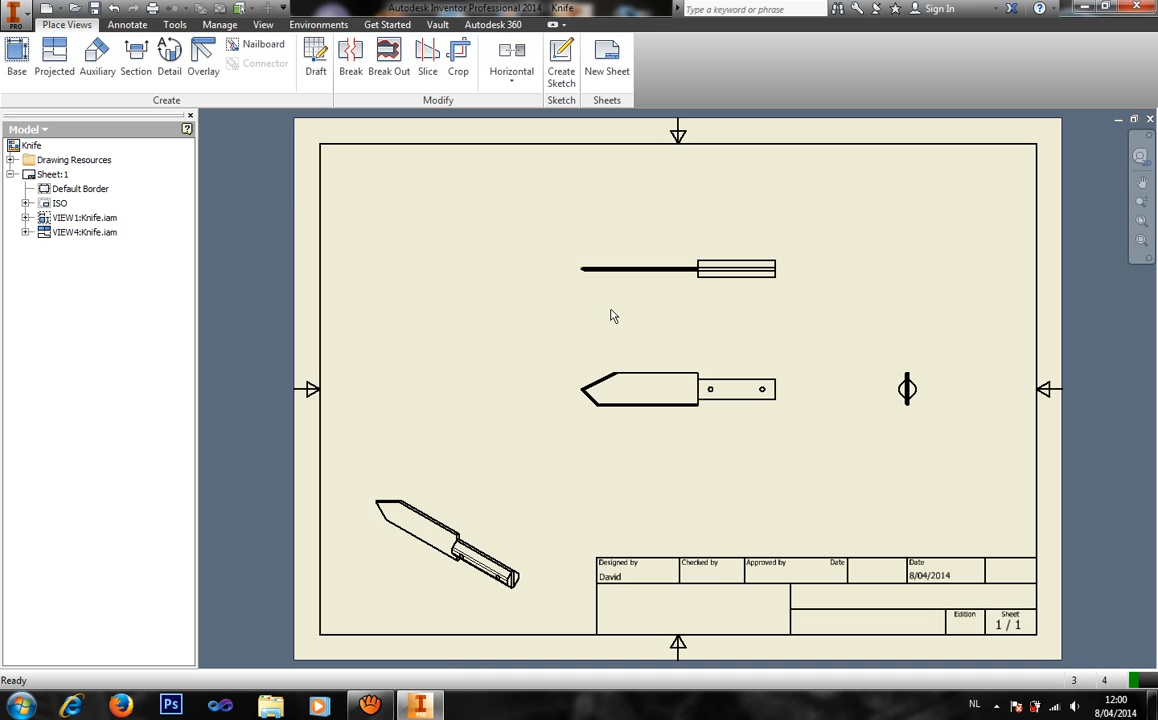 Autodesk Inventor Professional 2014 Knife
Type a keyword or phrase
Sign In
PRO
Place Views Annotate Tools Manage View Environments Get Started Vault Autodesk 360
Base
Projected
Auxiliary
Section
Detail
Overlay
Nailboard
Connector
Draft
Break
Break Out
Slice
Crop
Horizontal
Create
Sketch
New Sheet
Create
Modify
Sketch
Sheets
Model
Knife
Drawing Resources
Sheet:1
Default Border
ISO
VIEW1:Knife.iam
VIEW4:Knife.iam
Designed by
David
Checked by
Approved by
Date
Date
8/04/2014
Edition
Sheet
1 / 1
Ready
3
4
Ps
PRO
NL
12:00
8/04/2014